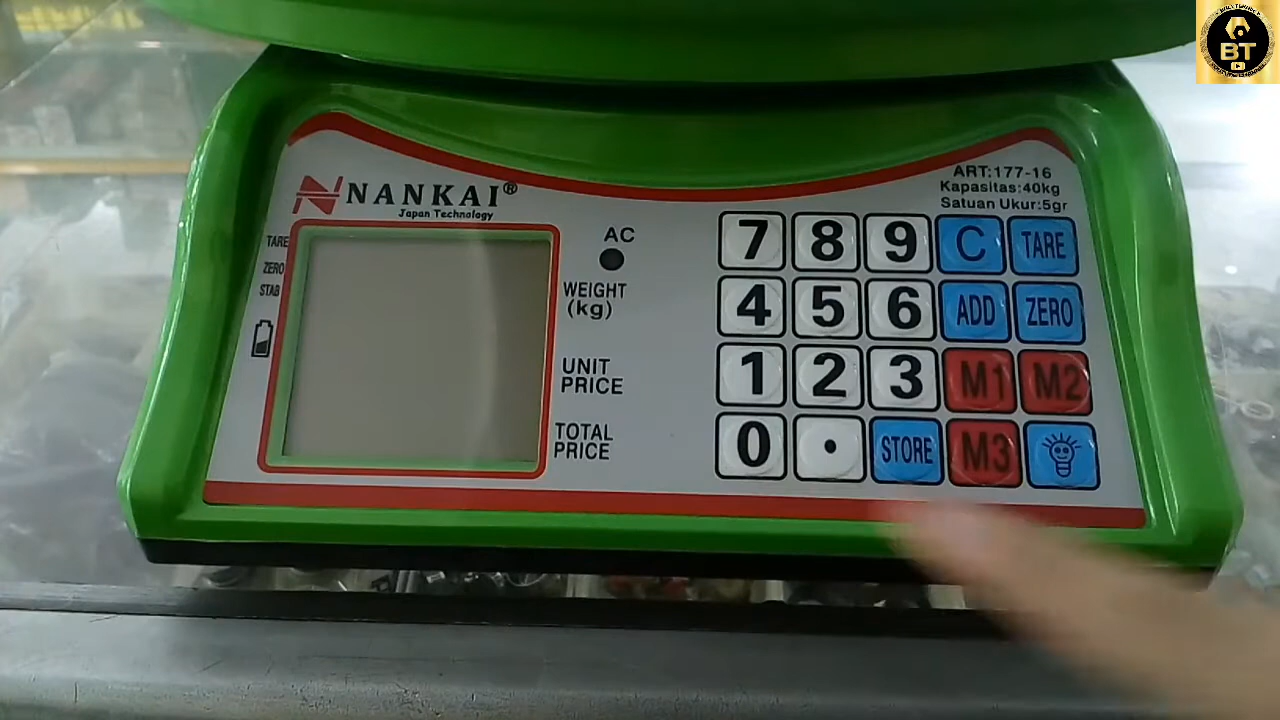 BT
NANKAI®
Japan Technology
ART:177-16
Kapasitas:40kg
Satuan Ukur:5gr
TARE
ZERO
STAB
AC
WEIGHT
(kg)
UNIT
PRICE
TOTAL
PRICE
7 8 9 C TARE
4 5 6 ADD ZERO
1 2 3 M1 M2
0 . STORE M3